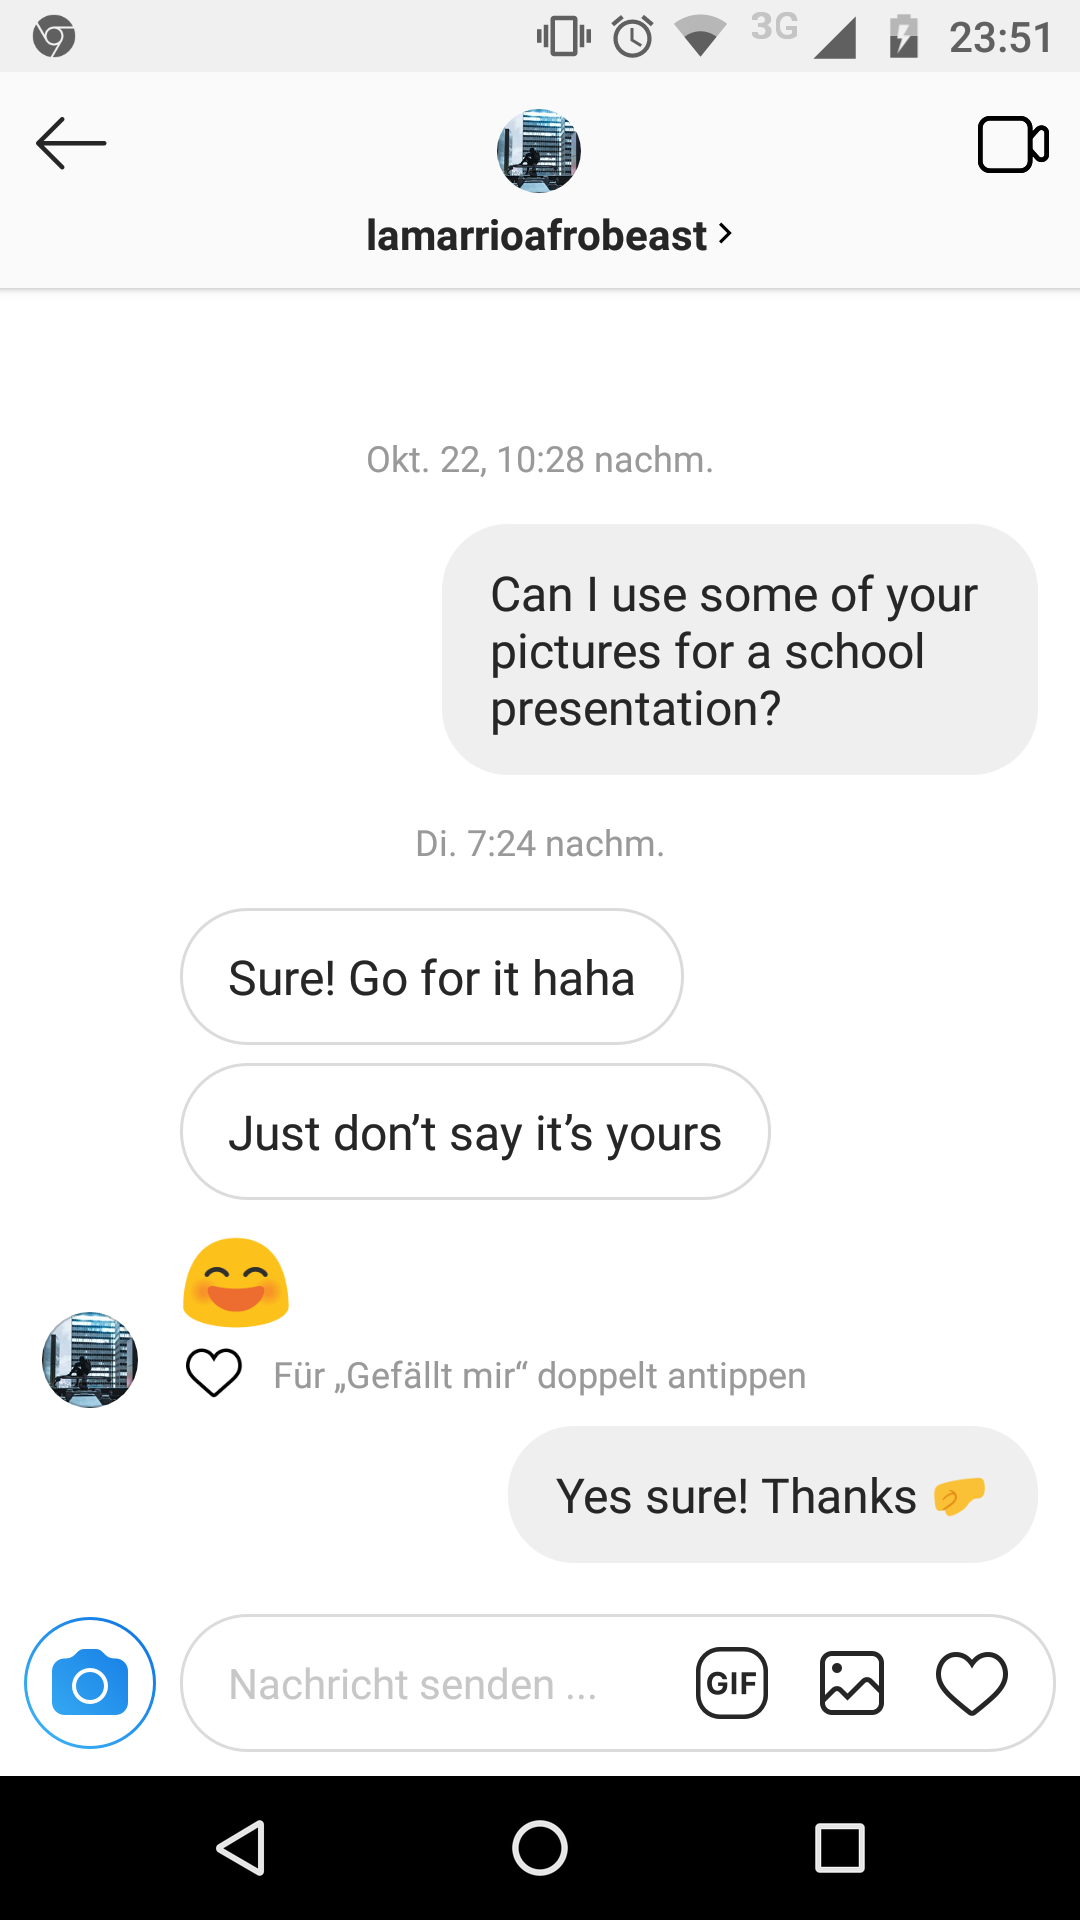 3G 23:51
lamarrioafrobeast
Okt. 22, 10:28 nachm.
Can I use some of your
pictures for a school
presentation?
Di. 7:24 nachm.
Sure! Go for it haha
Just don’t say it’s yours
😄
Für „Gefällt mir“ doppelt antippen
Yes sure! Thanks 🤛
Nachricht senden ... GIF